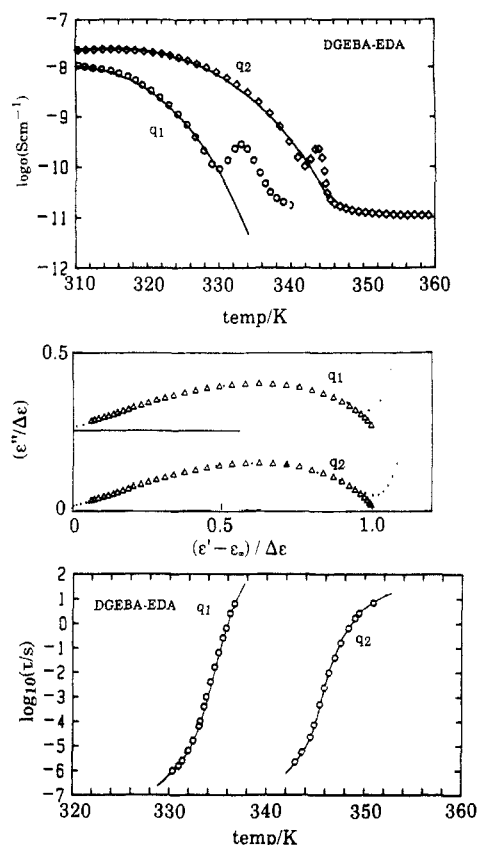 -7
DGEBA-EDA
-8
q2
-9
q1
-10
-11
-12
310 320 330 340 350 360
logσ(Scm⁻¹)
temp/K
0.5
q1
q2
0
0 0.5 1.0
(ε''/Δε)
(ε'−ε∞) / Δε
2
DGEBA-EDA q1
1
0
q2
-1
-2
-3
-4
-5
-6
-7
320 330 340 350 360
log10(τ/s)
temp/K